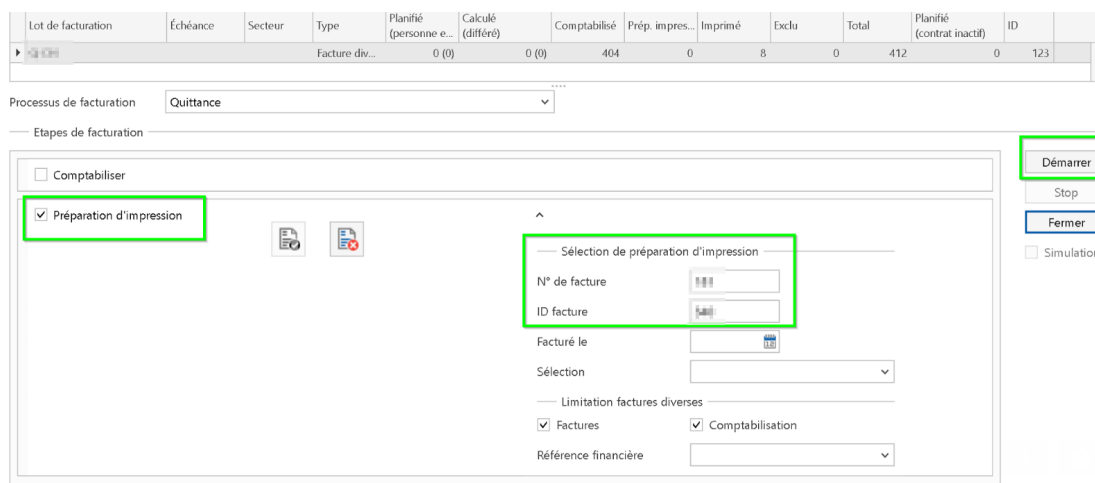 Lot de facturation Échéance Secteur Type Planifié (personne e... Calculé (différé) Comptabilisé Prép. impres... Imprimé Exclu Total Planifié (contrat inactif) ID
Facture div... 0 (0) 0 (0) 404 0 8 0 412 0 123
Processus de facturation Quittance
Etapes de facturation
Démarrer
Comptabiliser
Stop
Préparation d'impression
Fermer
Sélection de préparation d'impression
Simulation
N° de facture
ID facture
Facturé le
Sélection
Limitation factures diverses
Factures Comptabilisation
Référence financière